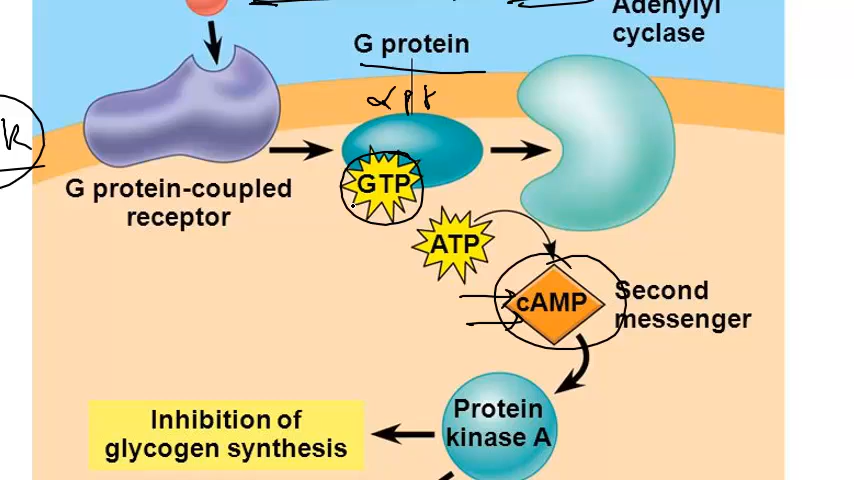 Adenylyl
cyclase
G protein
α β γ
R
GTP
G protein-coupled
receptor
ATP
cAMP
Second
messenger
Protein
kinase A
Inhibition of
glycogen synthesis